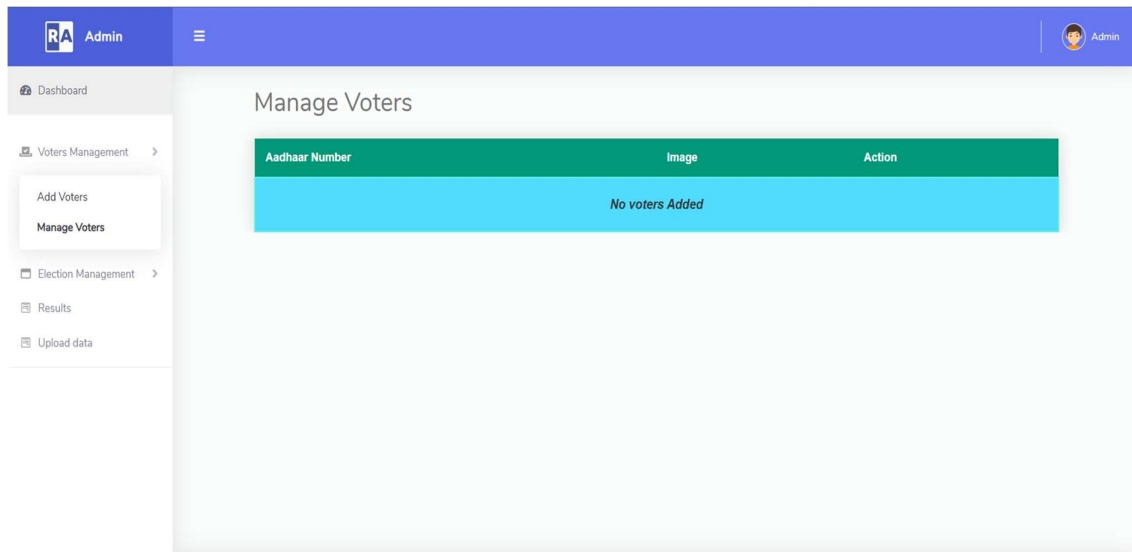 RA Admin
Admin
Dashboard
Manage Voters
Voters Management
Aadhaar Number Image Action
Add Voters
No voters Added
Manage Voters
Election Management
Results
Upload data